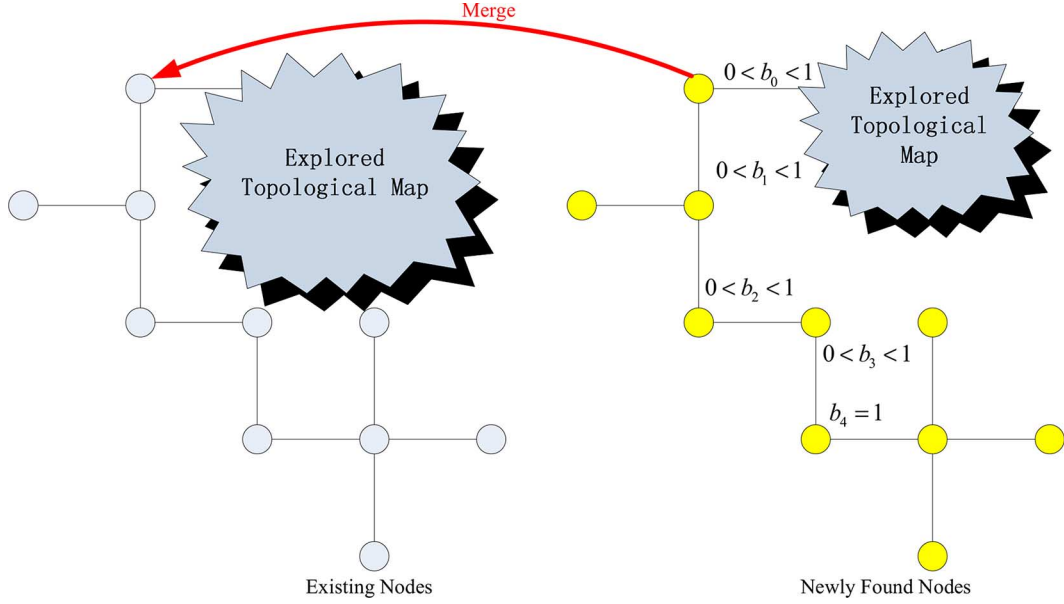 Merge
0 < b₀ < 1
Explored
Topological Map
Explored
Topological
Map
0 < b₁ < 1
0 < b₂ < 1
0 < b₃ < 1
b₄ = 1
Existing Nodes
Newly Found Nodes